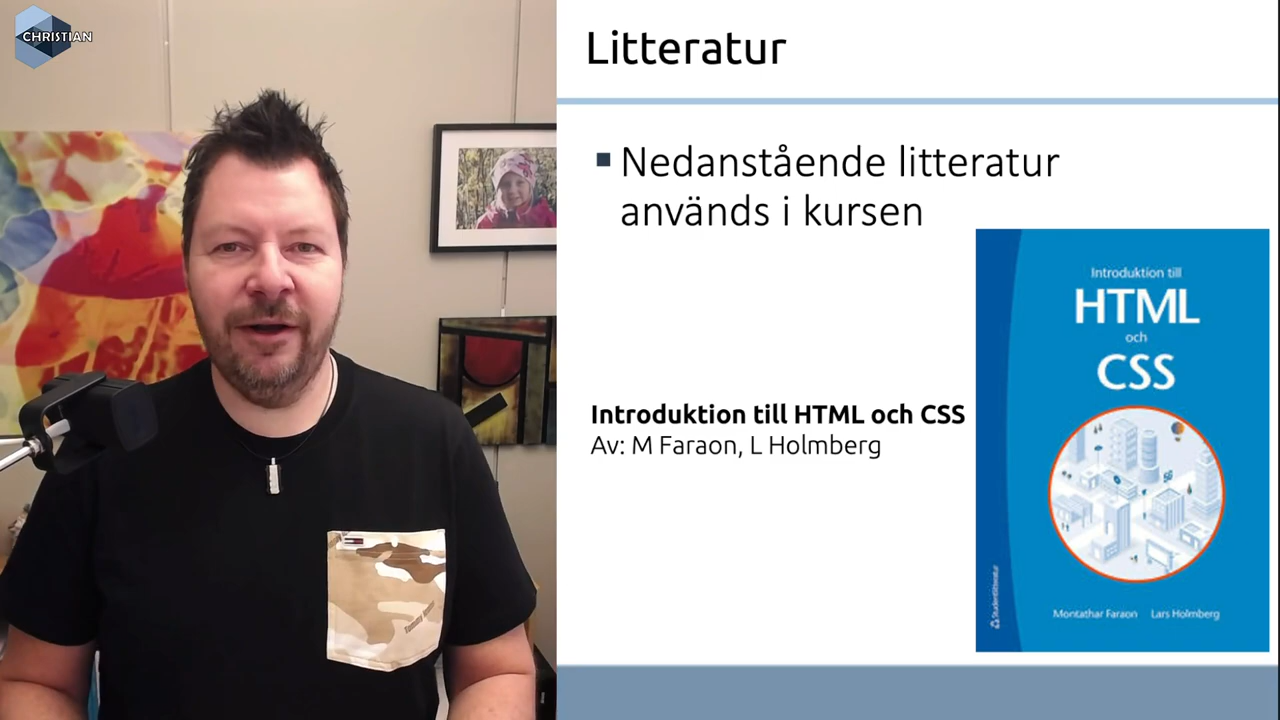 CHRISTIAN
Litteratur
Nedanstående litteratur
används i kursen
Introduktion till HTML och CSS
Av: M Faraon, L Holmberg
Introduktion till
HTML
och
CSS
Studentlitteratur
Montathar Faraon Lars Holmberg